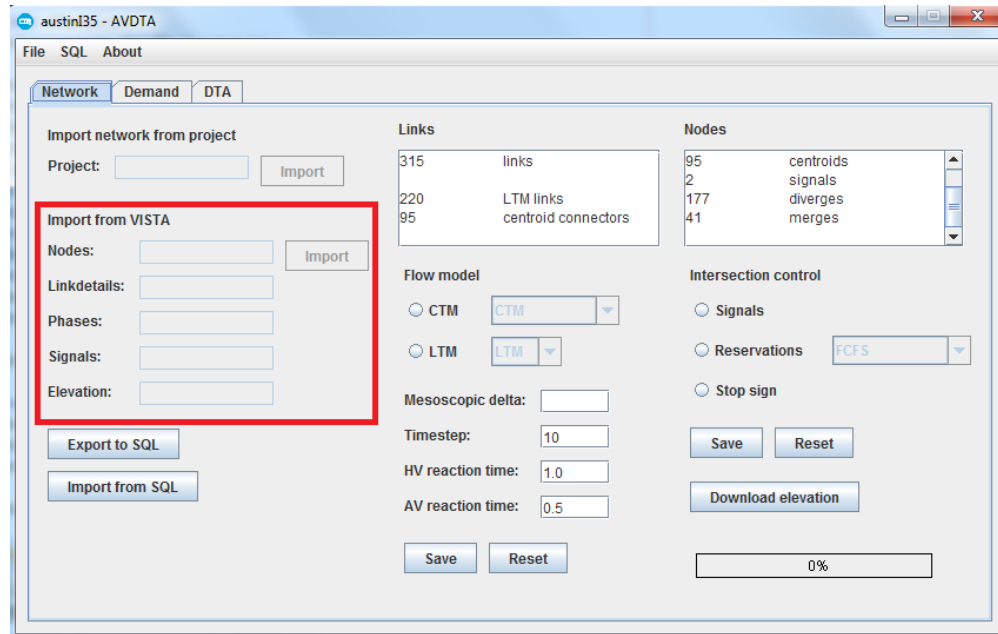 austinI35 - AVDTA
File SQL About
Network Demand DTA
Import network from project
Project: Import
Import from VISTA
Nodes: Import
Linkdetails:
Phases:
Signals:
Elevation:
Export to SQL
Import from SQL
Links
315 links
220 LTM links
95 centroid connectors
Flow model
CTM CTM
LTM LTM
Mesoscopic delta:
Timestep: 10
HV reaction time: 1.0
AV reaction time: 0.5
Save Reset
Nodes
95 centroids
2 signals
177 diverges
41 merges
Intersection control
Signals
Reservations FCFS
Stop sign
Save Reset
Download elevation
0%